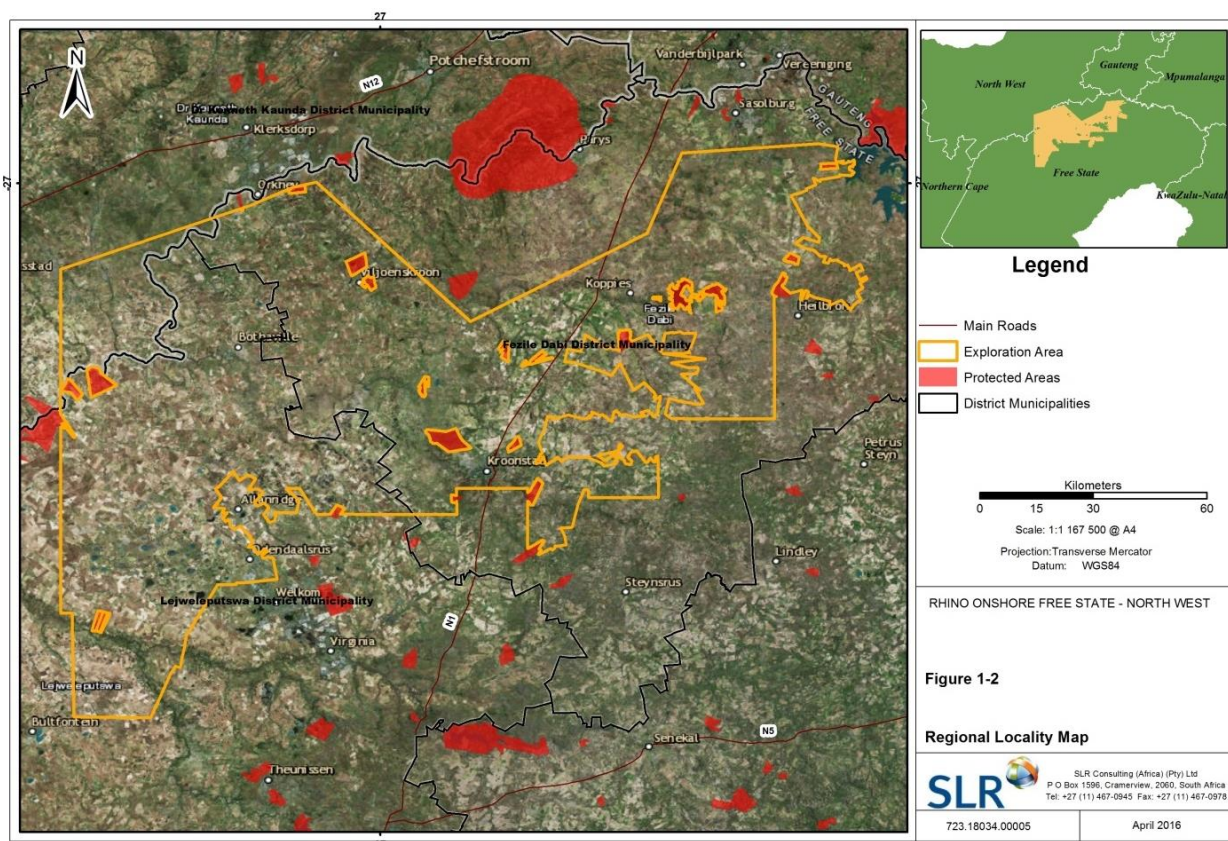 27
-27
-27
N
Potchefstroom
Vanderbijlpark
Vereeniging
N12
Dr Kenneth Kaunda District Municipality
Kaunda
Klerksdorp
Sasolburg
GAUTENG
FREE STATE
Parys
Orkney
sstad
Viljoenskroon
Koppies
Fezile
Dabi
Heilbron
Bothaville
Fezile Dabi District Municipality
Petrus
Steyn
Kroonstad
Allanridge
Odendaalsrus
Lindley
Steynsrus
Welkom
Lejweleputswa District Municipality
N1
Virginia
Lejweleputswa
Bultfontein
N5
Senekal
Theunissen
North West
Gauteng
Mpumalanga
Free State
Northern Cape
KwaZulu-Natal
Legend
Main Roads
Exploration Area
Protected Areas
District Municipalities
Kilometers
0 15 30 60
Scale: 1:1 167 500 @ A4
Projection:Transverse Mercator
Datum: WGS84
RHINO ONSHORE FREE STATE - NORTH WEST
Figure 1-2
Regional Locality Map
SLR
SLR Consulting (Africa) (Pty) Ltd
P O Box 1596, Cramerview, 2060, South Africa
Tel: +27 (11) 467-0945 Fax: +27 (11) 467-0978
723.18034.00005
April 2016